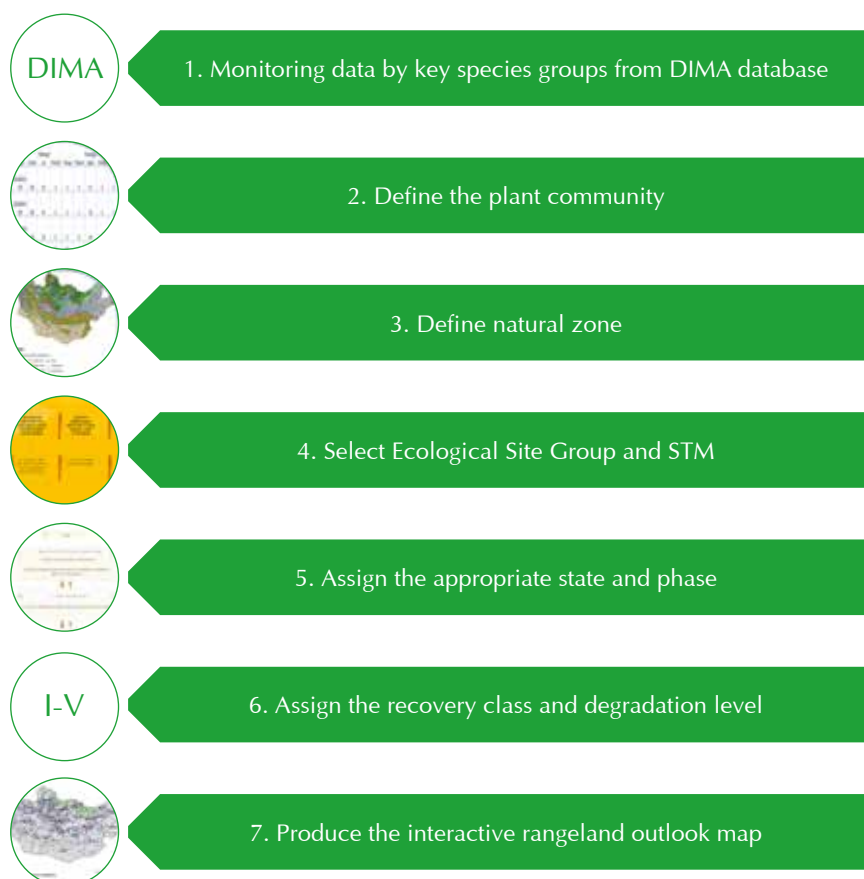 DIMA
1. Monitoring data by key species groups from DIMA database
2. Define the plant community
3. Define natural zone
4. Select Ecological Site Group and STM
5. Assign the appropriate state and phase
I-V
6. Assign the recovery class and degradation level
7. Produce the interactive rangeland outlook map